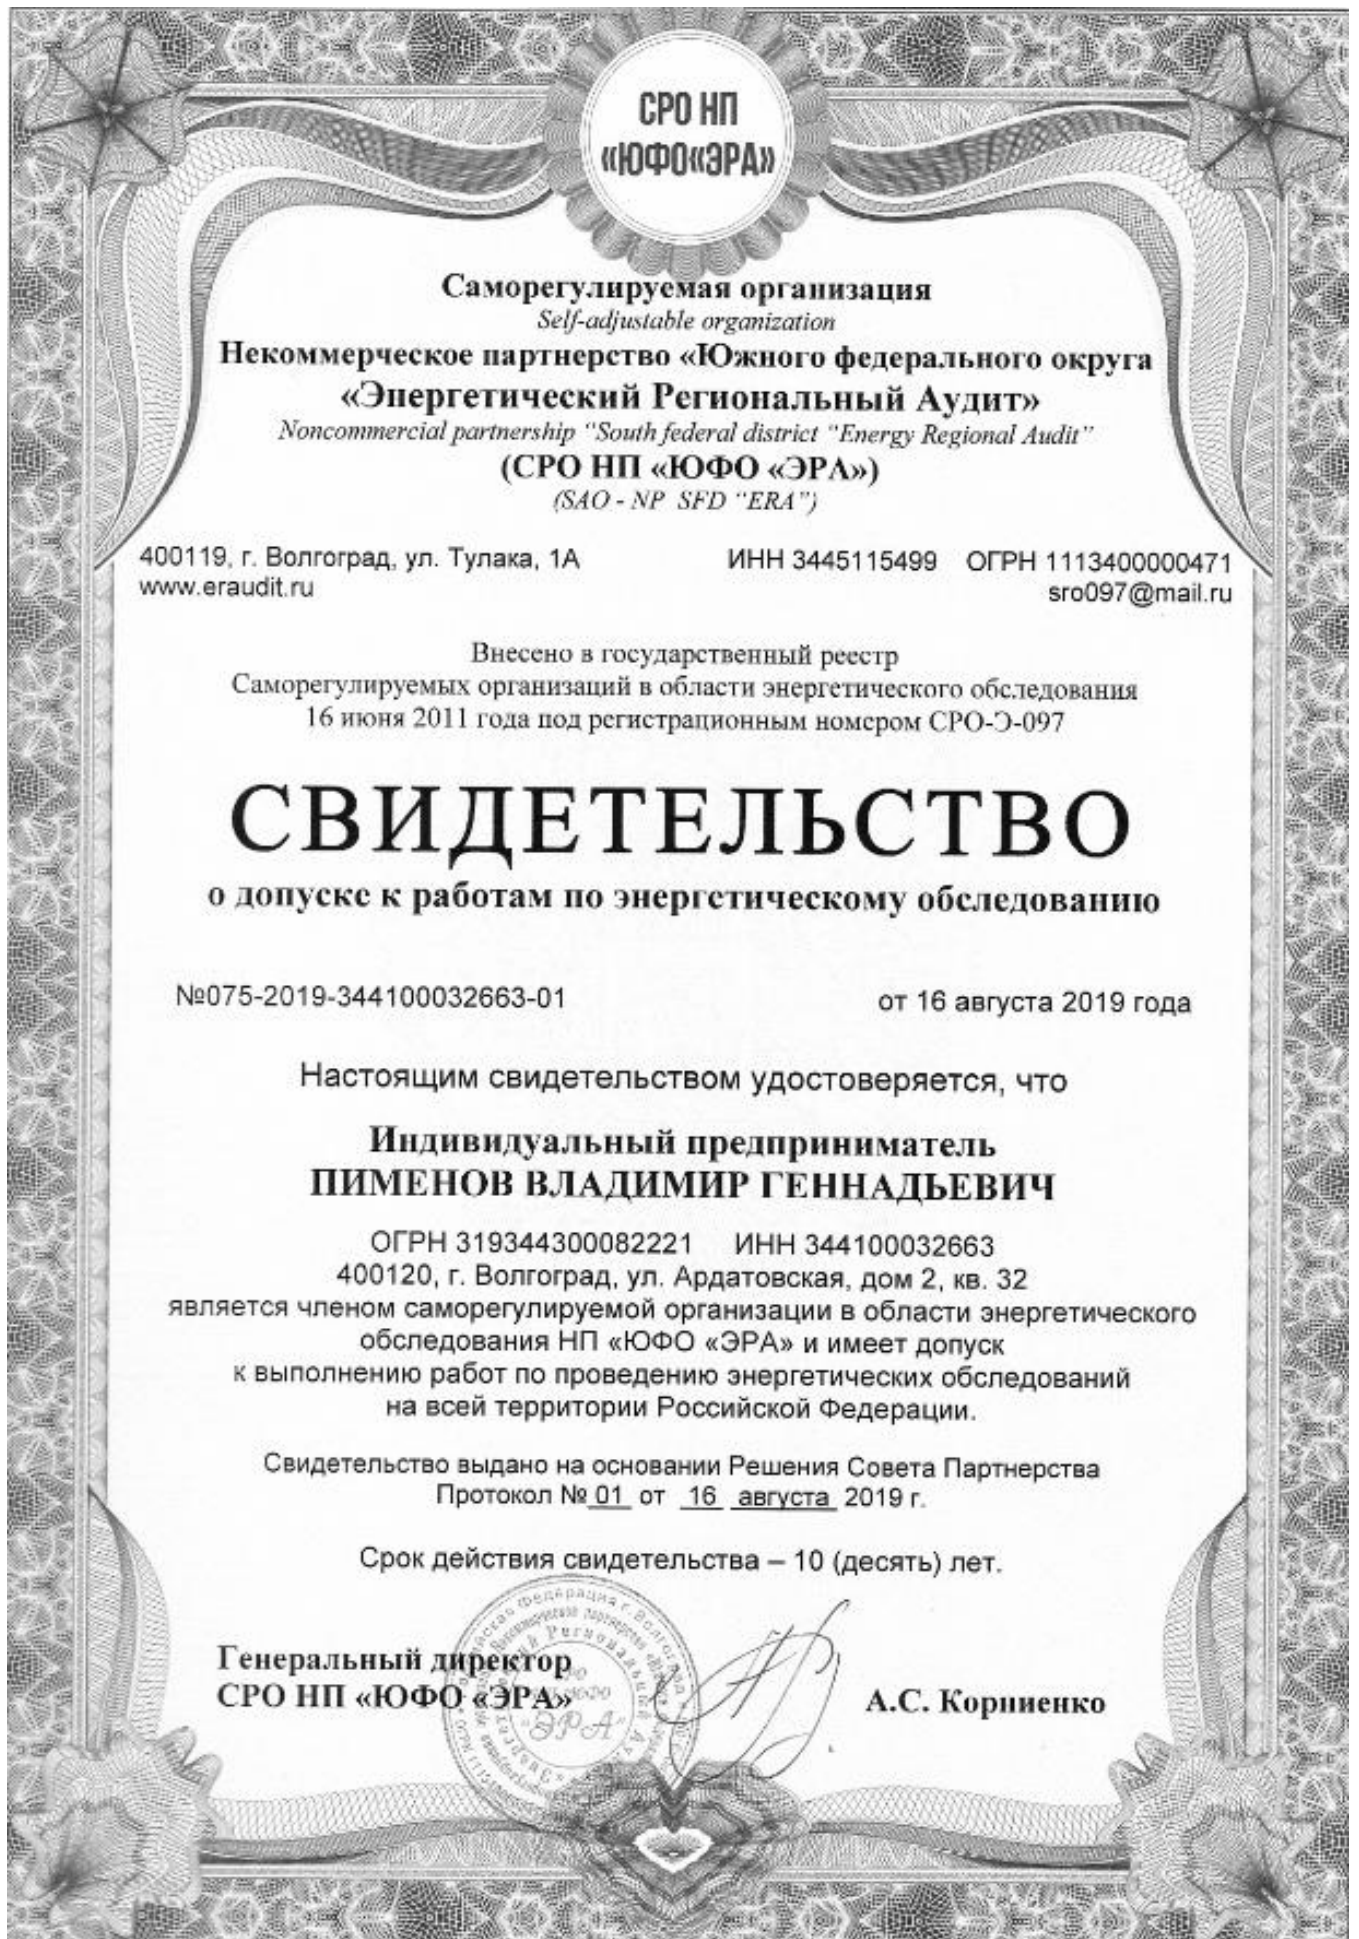 СРО НП
«ЮФО«ЭРА»
Саморегулируемая организация
Self-adjustable organization
Некоммерческое партнерство «Южного федерального округа
«Энергетический Региональный Аудит»
Noncommercial partnership “South federal district “Energy Regional Audit”
(СРО НП «ЮФО «ЭРА»)
(SAO - NP SFD “ERA”)
400119, г. Волгоград, ул. Тулака, 1А ИНН 3445115499 ОГРН 1113400000471
www.eraudit.ru sro097@mail.ru
Внесено в государственный реестр
Саморегулируемых организаций в области энергетического обследования
16 июня 2011 года под регистрационным номером СРО-Э-097
СВИДЕТЕЛЬСТВО
о допуске к работам по энергетическому обследованию
№075-2019-344100032663-01 от 16 августа 2019 года
Настоящим свидетельством удостоверяется, что
Индивидуальный предприниматель
ПИМЕНОВ ВЛАДИМИР ГЕННАДЬЕВИЧ
ОГРН 319344300082221 ИНН 344100032663
400120, г. Волгоград, ул. Ардатовская, дом 2, кв. 32
является членом саморегулируемой организации в области энергетического
обследования НП «ЮФО «ЭРА» и имеет допуск
к выполнению работ по проведению энергетических обследований
на всей территории Российской Федерации.
Свидетельство выдано на основании Решения Совета Партнерства
Протокол № 01 от 16 августа 2019 г.
Срок действия свидетельства – 10 (десять) лет.
Генеральный директор
СРО НП «ЮФО «ЭРА» А.С. Корниенко
"ЭРА"